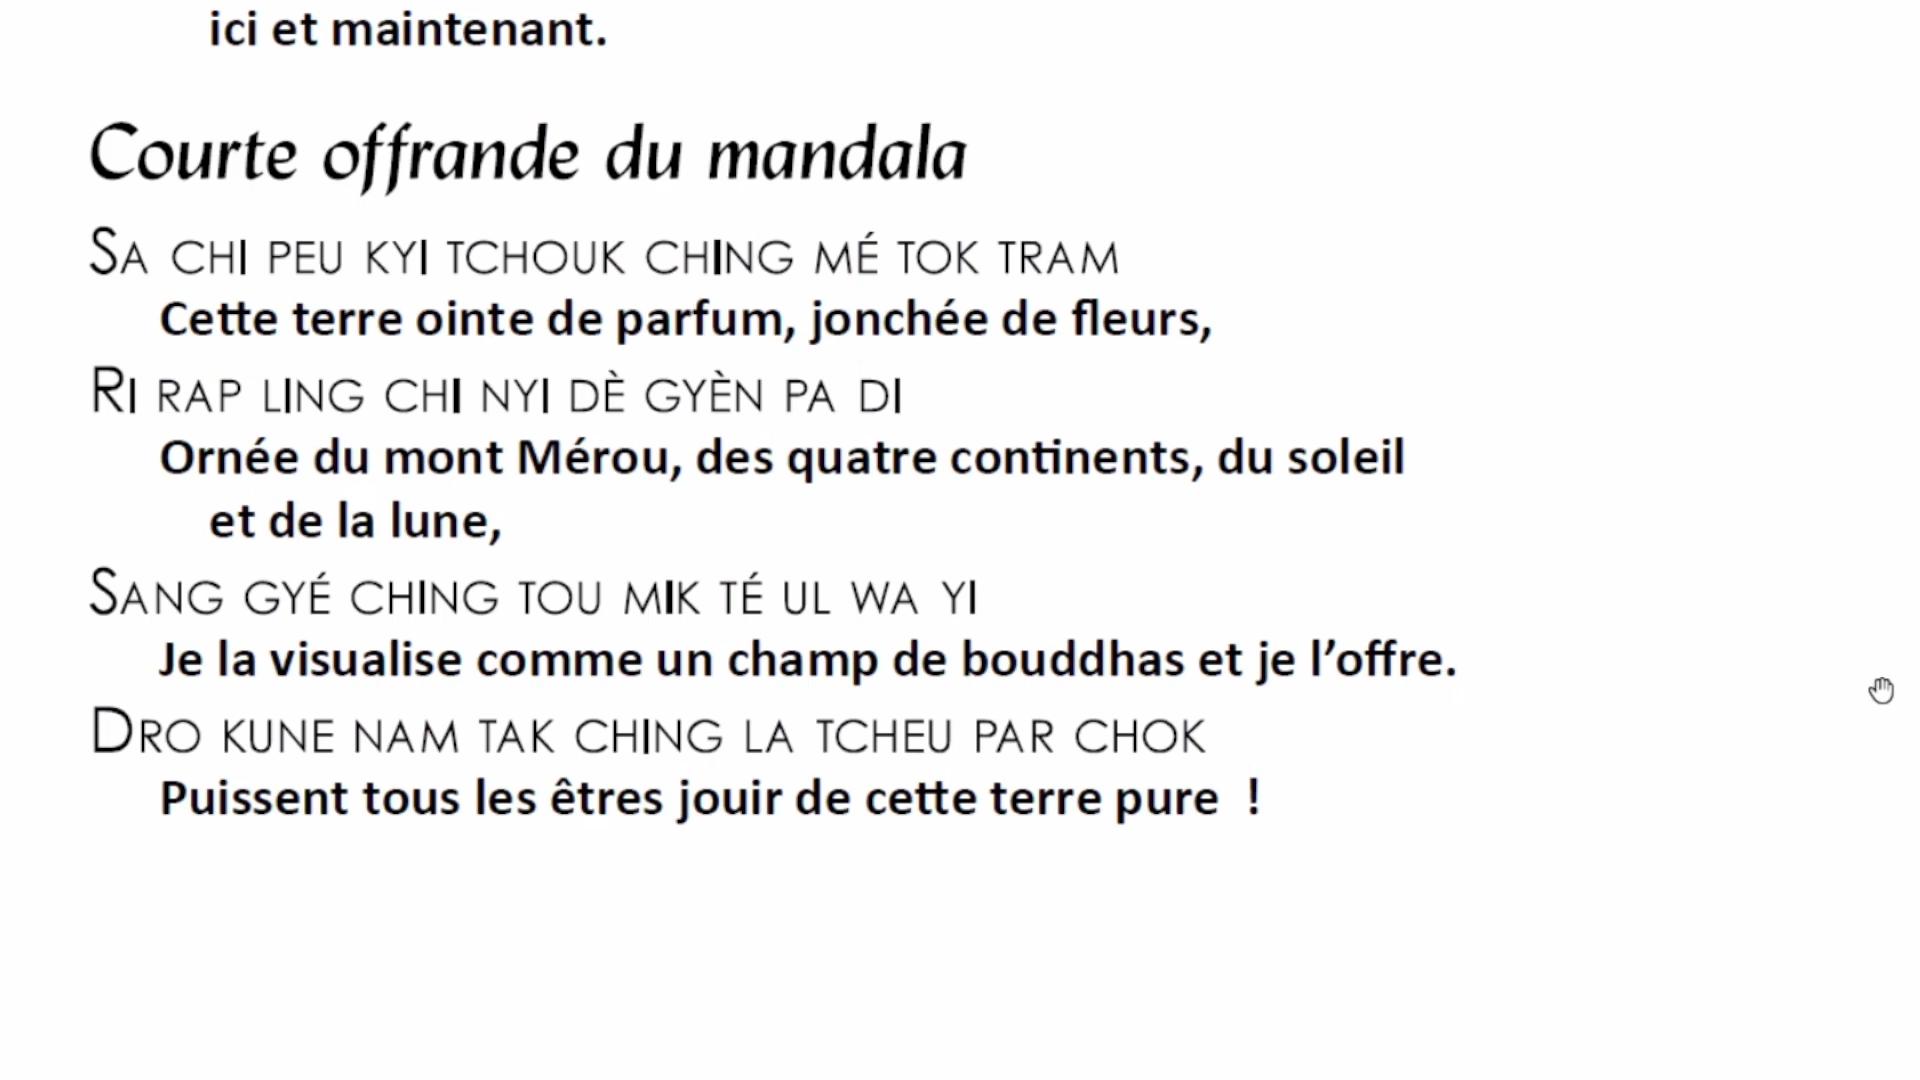 ici et maintenant.
Courte offrande du mandala
SA CHI PEU KYI TCHOUK CHING MÉ TOK TRAM
Cette terre ointe de parfum, jonchée de fleurs,
RI RAP LING CHI NYI DÈ GYÈN PA DI
Ornée du mont Mérou, des quatre continents, du soleil
et de la lune,
SANG GYÉ CHING TOU MIK TÉ UL WA YI
Je la visualise comme un champ de bouddhas et je l’offre.
DRO KUNE NAM TAK CHING LA TCHEU PAR CHOK
Puissent tous les êtres jouir de cette terre pure !